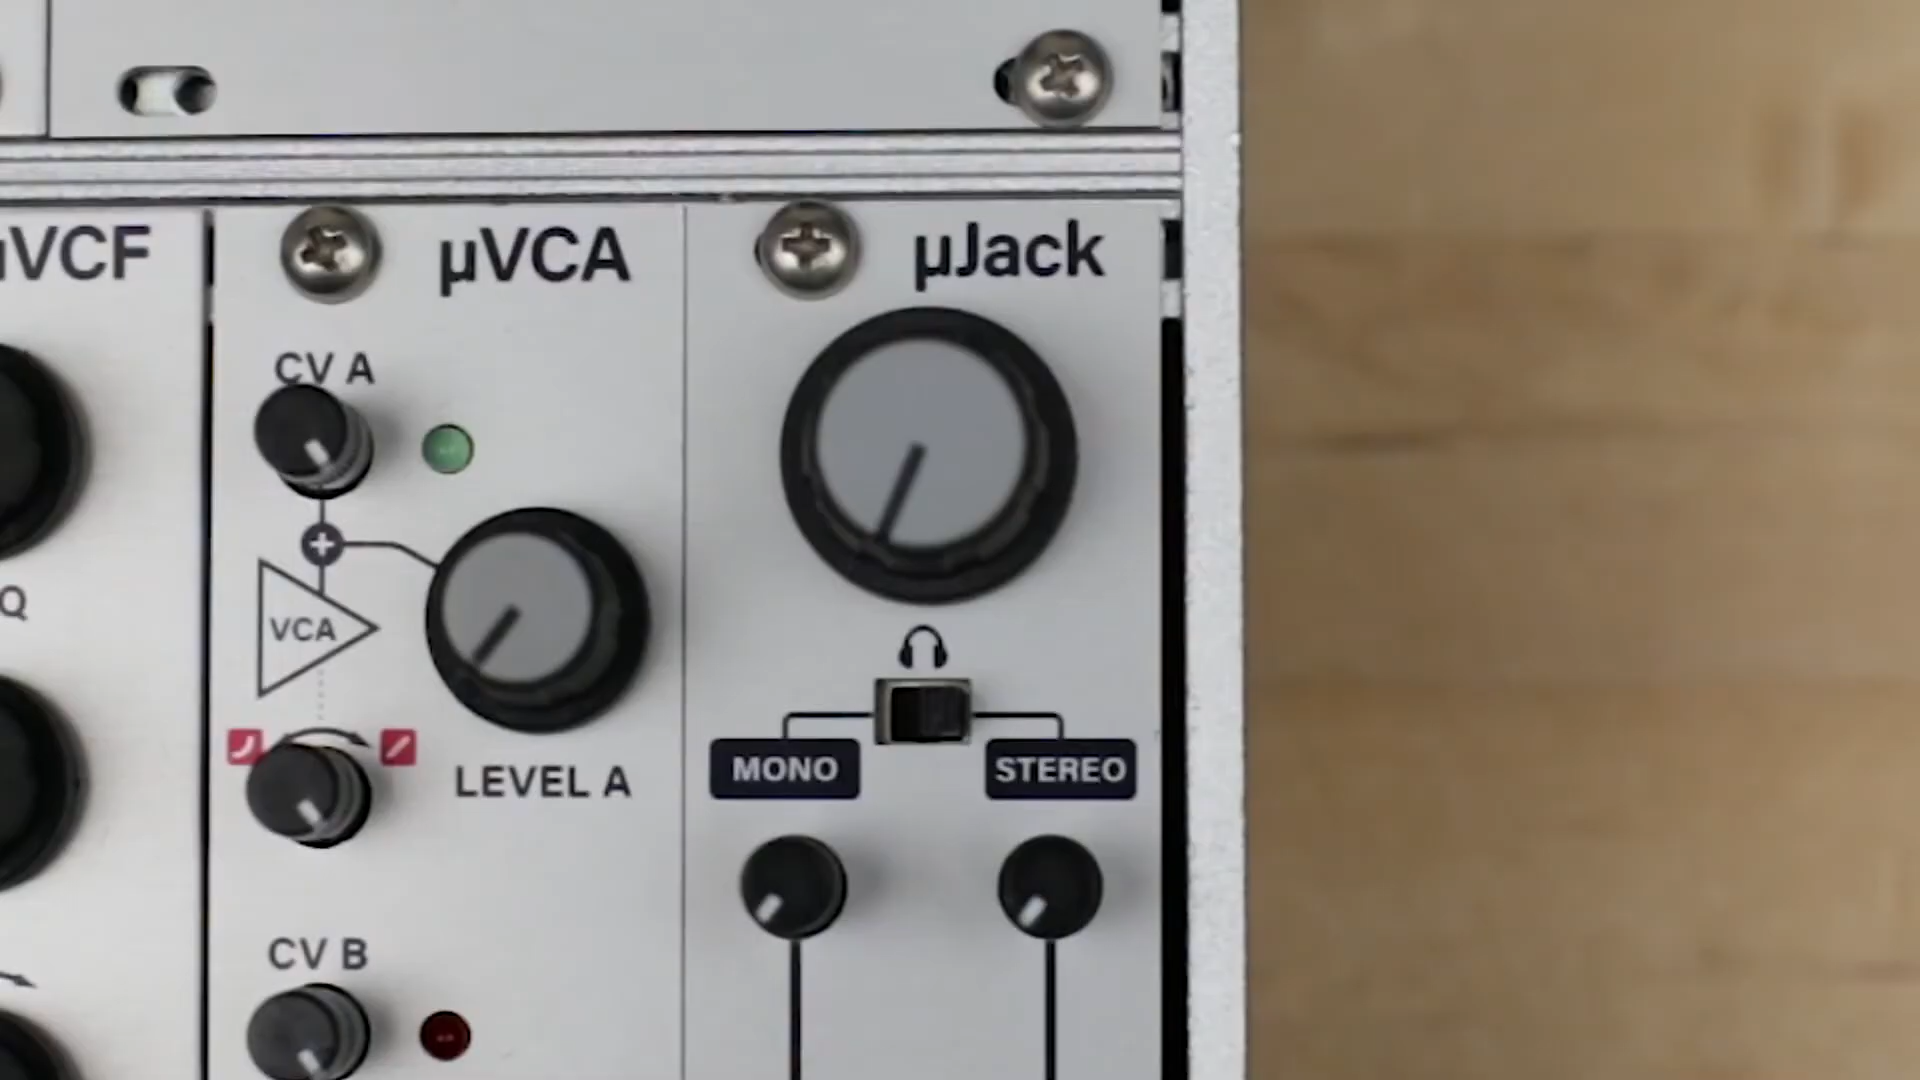 µVCF
µVCA
µJack
CV A
Q
VCA
MONO
STEREO
LEVEL A
CV B